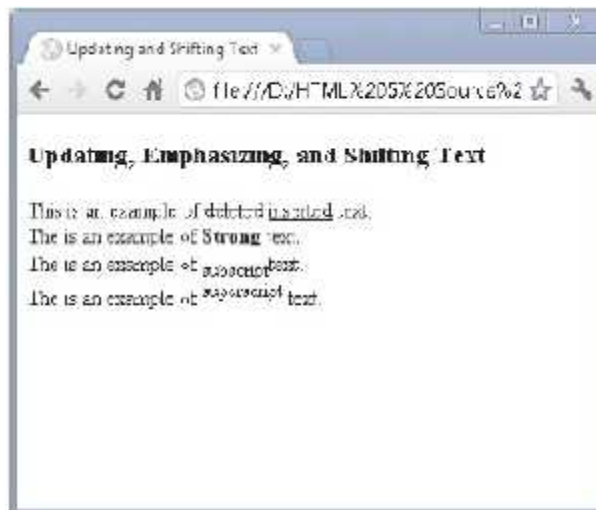 Updating and Shifting Text ×
file:///D:/HTML%205%20Source%2
Updating, Emphasizing, and Shifting Text
This is an example of deleted inserted text.
The is an example of Strong text.
The is an example of subscript text.
The is an example of superscript text.